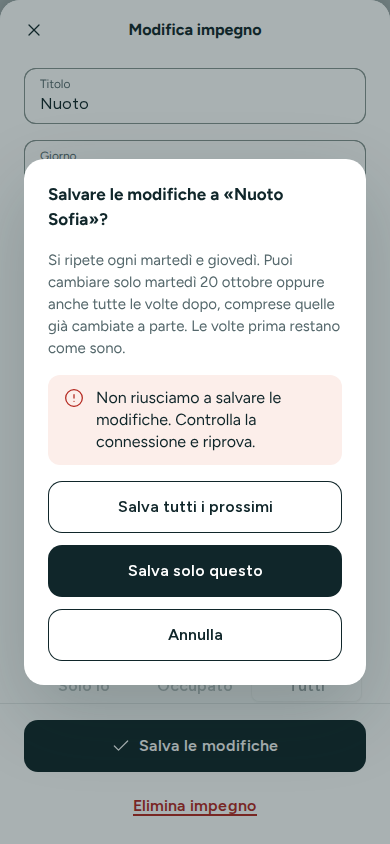 Modifica impegno
Titolo
Nuoto
Giorno
Salvare le modifiche a «Nuoto
Sofia»?
Si ripete ogni martedì e giovedì. Puoi
cambiare solo martedì 20 ottobre oppure
anche tutte le volte dopo, comprese quelle
già cambiate a parte. Le volte prima restano
come sono.
Non riusciamo a salvare le
modifiche. Controlla la
connessione e riprova.
Salva tutti i prossimi
Salva solo questo
Annulla
Solo io Occupato Tutti
Salva le modifiche
Elimina impegno